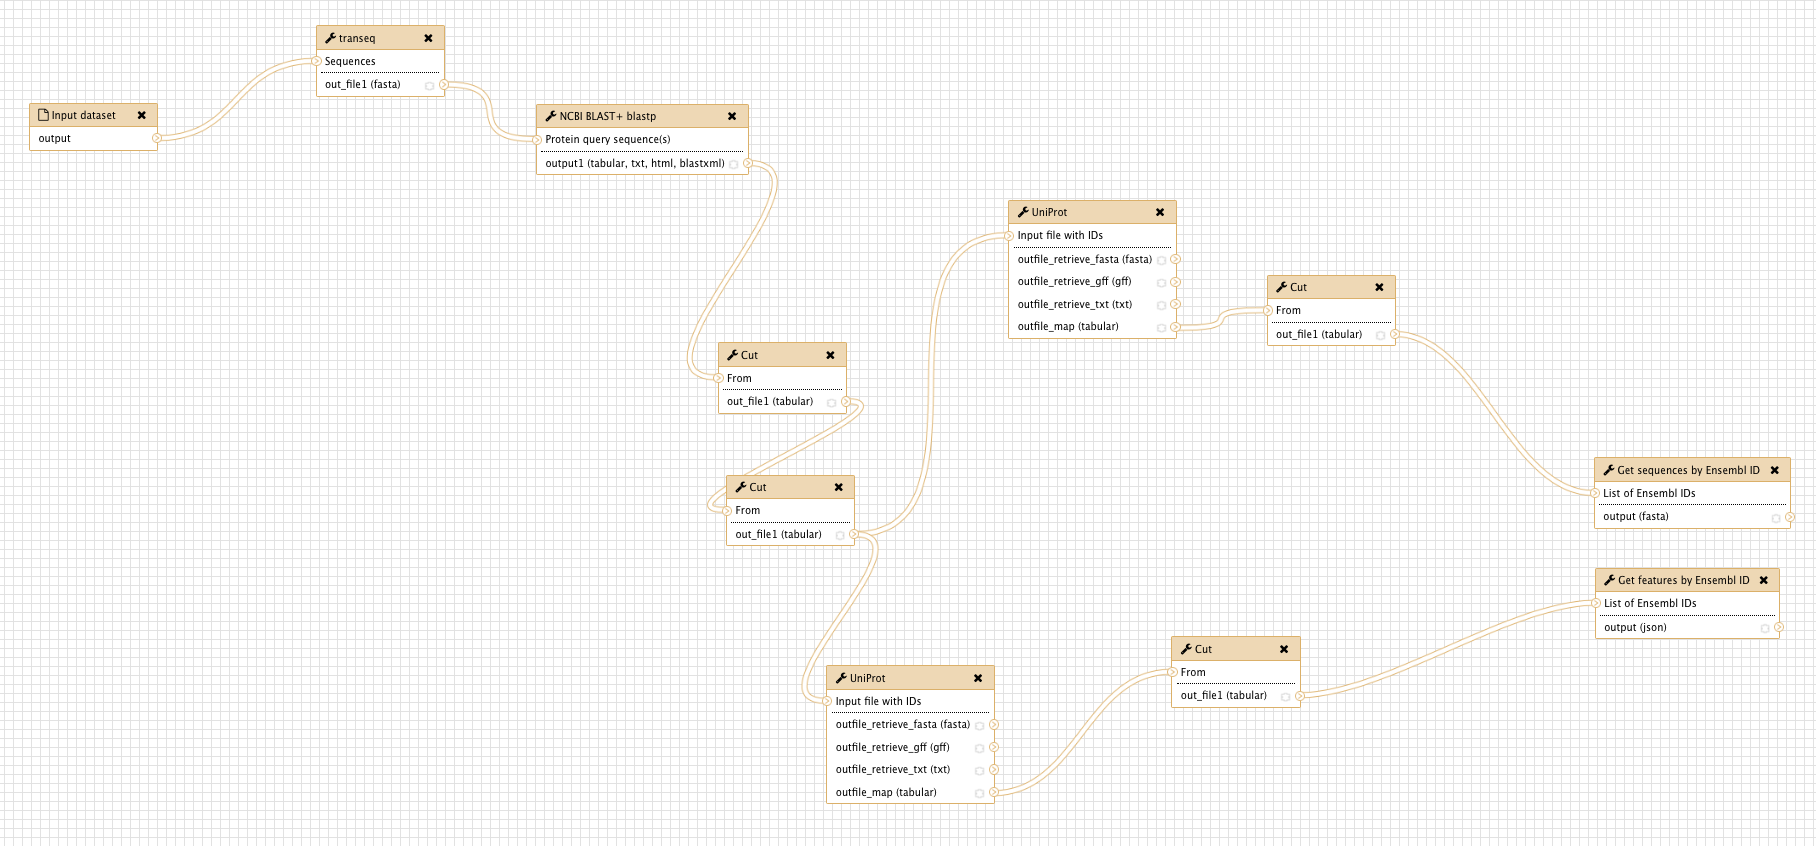 transeq
Sequences
out_file1 (fasta)
Input dataset
output
NCBI BLAST+ blastp
Protein query sequence(s)
output1 (tabular, txt, html, blastxml)
UniProt
Input file with IDs
outfile_retrieve_fasta (fasta)
outfile_retrieve_gff (gff)
outfile_retrieve_txt (txt)
outfile_map (tabular)
Cut
From
out_file1 (tabular)
Cut
From
out_file1 (tabular)
Cut
From
out_file1 (tabular)
Get sequences by Ensembl ID
List of Ensembl IDs
output (fasta)
Get features by Ensembl ID
List of Ensembl IDs
output (json)
Cut
From
out_file1 (tabular)
UniProt
Input file with IDs
outfile_retrieve_fasta (fasta)
outfile_retrieve_gff (gff)
outfile_retrieve_txt (txt)
outfile_map (tabular)